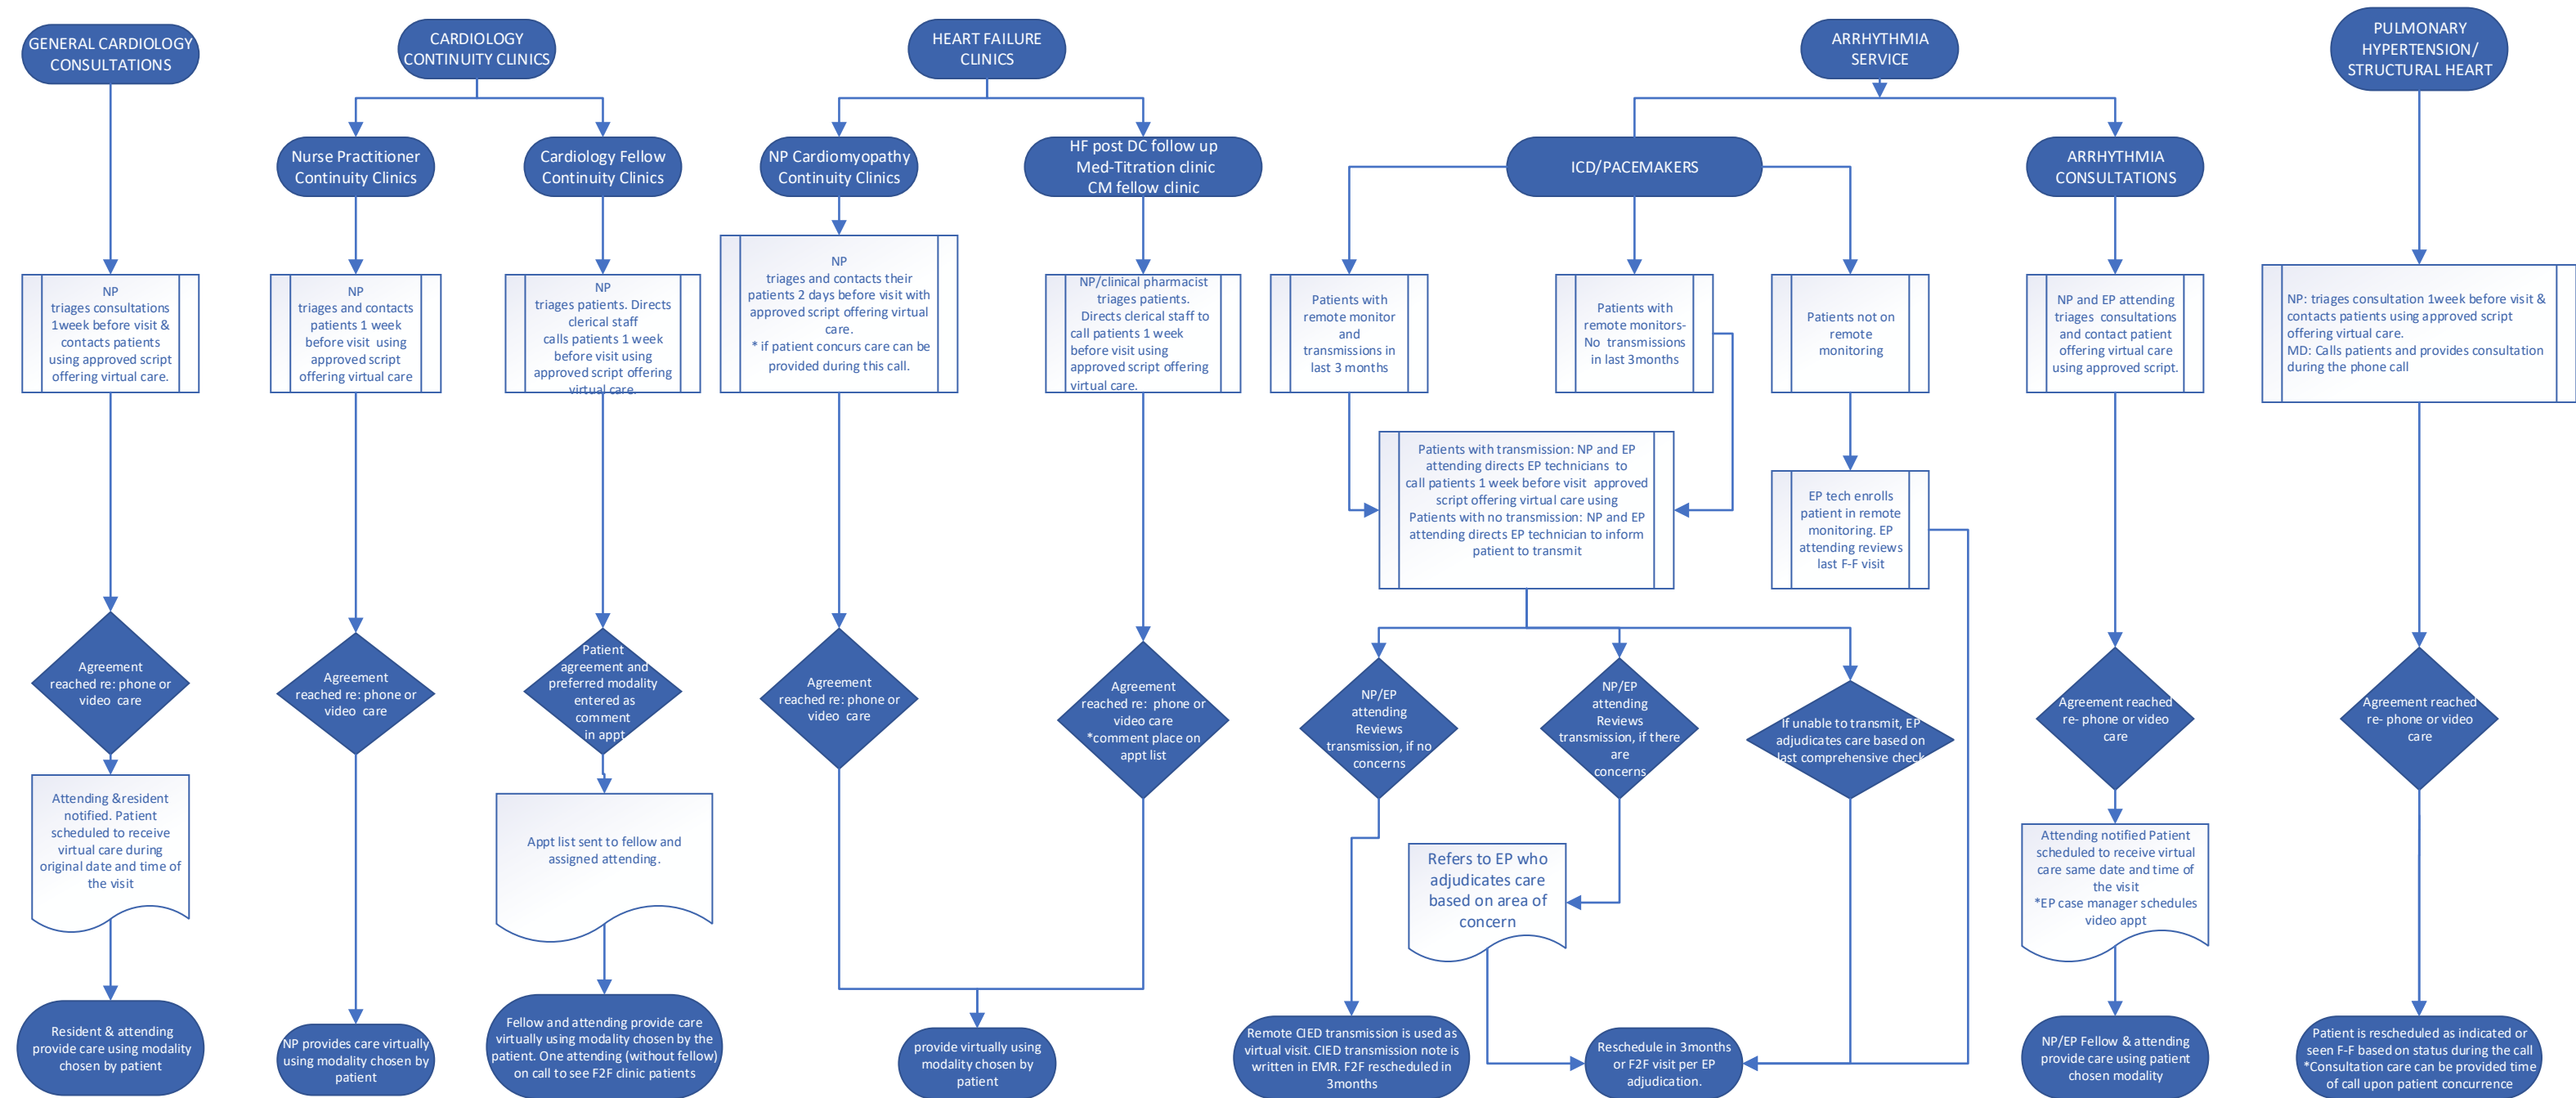 GENERAL CARDIOLOGY
CONSULTATIONS
CARDIOLOGY
CONTINUITY CLINICS
HEART FAILURE
CLINICS
ARRHYTHMIA
SERVICE
PULMONARY
HYPERTENSION/
STRUCTURAL HEART
Nurse Practitioner
Continuity Clinics
Cardiology Fellow
Continuity Clinics
NP Cardiomyopathy
Continuity Clinics
HF post DC follow up
Med-Titration clinic
CM fellow clinic
ICD/PACEMAKERS
ARRHYTHMIA
CONSULTATIONS
NP
triages consultations
1week before visit &
contacts patients
using approved script
offering virtual care.
NP
triages and contacts
patients 1 week
before visit using
approved script
offering virtual care
NP
triages patients. Directs
clerical staff
calls patients 1 week
before visit using
approved script offering
virtual care.
NP
triages and contacts their
patients 2 days before visit with
approved script offering virtual
care.
* if patient concurs care can be
provided during this call.
NP/clinical pharmacist
triages patients.
Directs clerical staff to
call patients 1 week
before visit using
approved script offering
virtual care.
Patients with
remote monitor
and
transmissions in
last 3 months
Patients with
remote monitors-
No transmissions
in last 3months
Patients not on
remote
monitoring
NP and EP attending
triages consultations
and contact patient
offering virtual care
using approved script.
NP: triages consultation 1week before visit &
contacts patients using approved script
offering virtual care.
MD: Calls patients and provides consultation
during the phone call
Patients with transmission: NP and EP
attending directs EP technicians to
call patients 1 week before visit approved
script offering virtual care using
Patients with no transmission: NP and EP
attending directs EP technician to inform
patient to transmit
EP tech enrolls
patient in remote
monitoring. EP
attending reviews
last F-F visit
Agreement
reached re: phone or
video care
Agreement
reached re: phone or
video care
Patient
agreement and
preferred modality
entered as
comment
in appt
Agreement
reached re: phone or
video care
Agreement
reached re: phone or
video care
*comment place on
appt list
NP/EP
attending
Reviews
transmission, if no
concerns
NP/EP
attending
Reviews
transmission, if there
are
concerns
If unable to transmit, EP
adjudicates care based on
last comprehensive check
Agreement reached
re- phone or video
care
Agreement reached
re- phone or video
care
Attending &resident
notified. Patient
scheduled to receive
virtual care during
original date and time of
the visit
Appt list sent to fellow and
assigned attending.
Refers to EP who
adjudicates care
based on area of
concern
Attending notified Patient
scheduled to receive virtual
care same date and time of
the visit
*EP case manager schedules
video appt
Resident & attending
provide care using modality
chosen by patient
NP provides care virtually
using modality chosen by
patient
Fellow and attending provide care
virtually using modality chosen by the
patient. One attending (without fellow)
on call to see F2F clinic patients
provide virtually using
modality chosen by
patient
Remote CIED transmission is used as
virtual visit. CIED transmission note is
written in EMR. F2F rescheduled in
3months
Reschedule in 3months
or F2F visit per EP
adjudication.
NP/EP Fellow & attending
provide care using patient
chosen modality
Patient is rescheduled as indicated or
seen F-F based on status during the call
*Consultation care can be provided time
of call upon patient concurrence